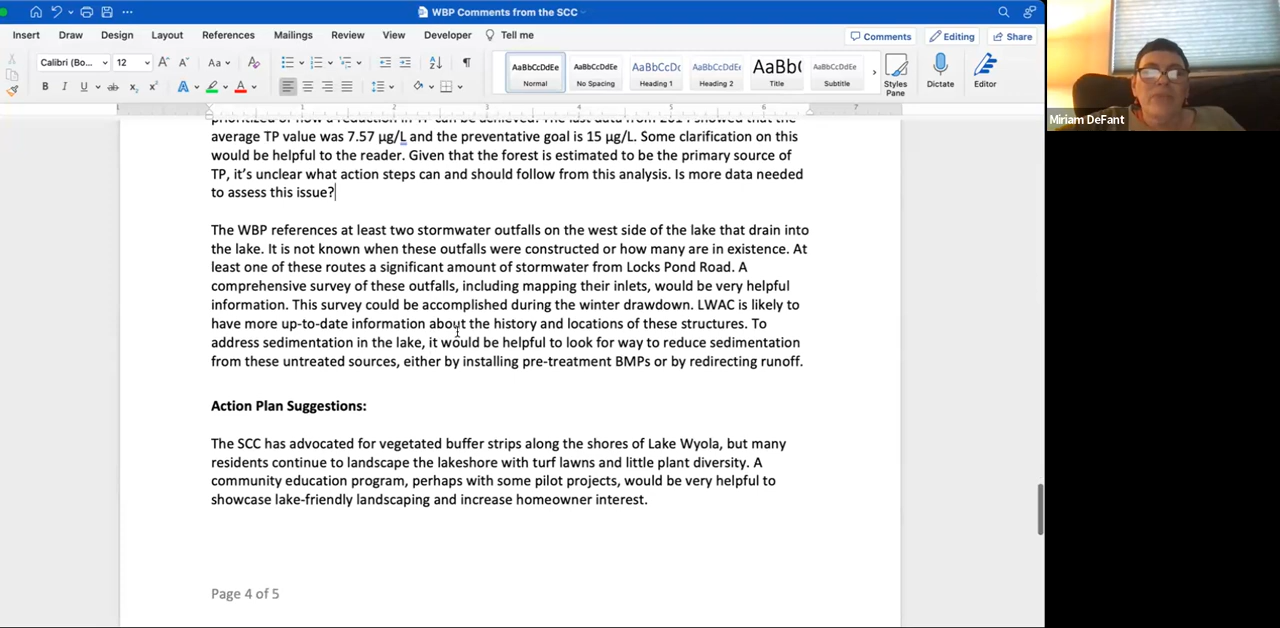 WBP Comments from the SCC
Insert Draw Design Layout References Mailings Review View Developer Tell me
Comments Editing Share
Calibri (Bo... 12 Aa
AaBbCcDdEe AaBbCcDdEe AaBbCcDc AaBbCcDdEe AaBb( AaBbCcDdEe
Normal No Spacing Heading 1 Heading 2 Title Subtitle
Styles Pane Dictate Editor
Miriam DeFant
1 2 3 4 5 6 7
average TP value was 7.57 µg/L and the preventative goal is 15 µg/L. Some clarification on this
would be helpful to the reader. Given that the forest is estimated to be the primary source of
TP, it's unclear what action steps can and should follow from this analysis. Is more data needed
to assess this issue?
The WBP references at least two stormwater outfalls on the west side of the lake that drain into
the lake. It is not known when these outfalls were constructed or how many are in existence. At
least one of these routes a significant amount of stormwater from Locks Pond Road. A
comprehensive survey of these outfalls, including mapping their inlets, would be very helpful
information. This survey could be accomplished during the winter drawdown. LWAC is likely to
have more up-to-date information about the history and locations of these structures. To
address sedimentation in the lake, it would be helpful to look for way to reduce sedimentation
from these untreated sources, either by installing pre-treatment BMPs or by redirecting runoff.
Action Plan Suggestions:
The SCC has advocated for vegetated buffer strips along the shores of Lake Wyola, but many
residents continue to landscape the lakeshore with turf lawns and little plant diversity. A
community education program, perhaps with some pilot projects, would be very helpful to
showcase lake-friendly landscaping and increase homeowner interest.
Page 4 of 5